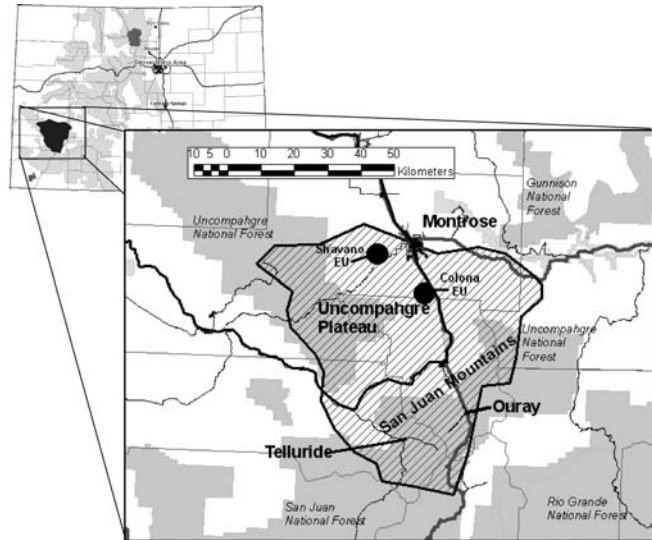 Fort Collins
Denver Metro Area
Colorado Springs
10 5 0 10 20 30 40 50
Kilometers
Gunnison
National
Forest
Uncompahgre
National Forest
Montrose
Shavano
EU
Colona
EU
Uncompahgre
Plateau
Uncompahgre
National
Forest
San Juan Mountains
Ouray
Telluride
San Juan
National Forest
Rio Grande
National Forest